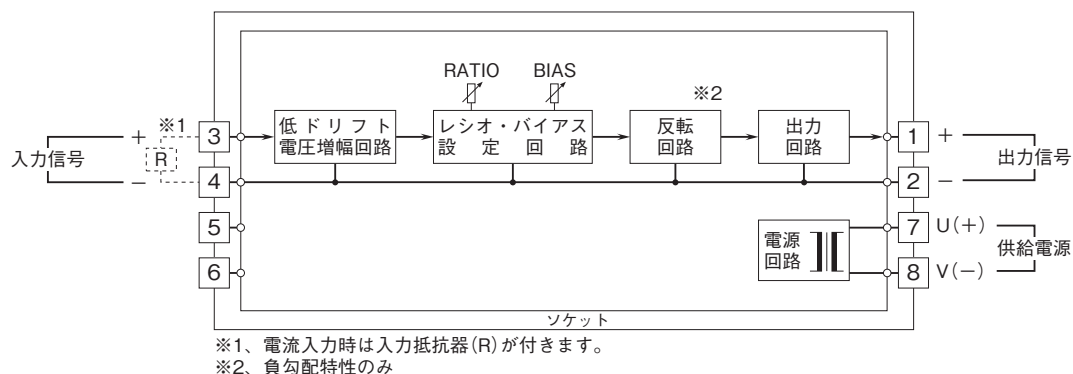 RATIO BIAS
※2
※1
低ドリフト
電圧増幅回路
レシオ・バイアス
設定回路
反転
回路
出力
回路
入力信号
+
R
−
3
4
5
6
1
+
2
−
出力信号
7
U(+)
8
V(−)
供給電源
電源
回路
ソケット
※1、電流入力時は入力抵抗器(R)が付きます。
※2、負勾配特性のみ